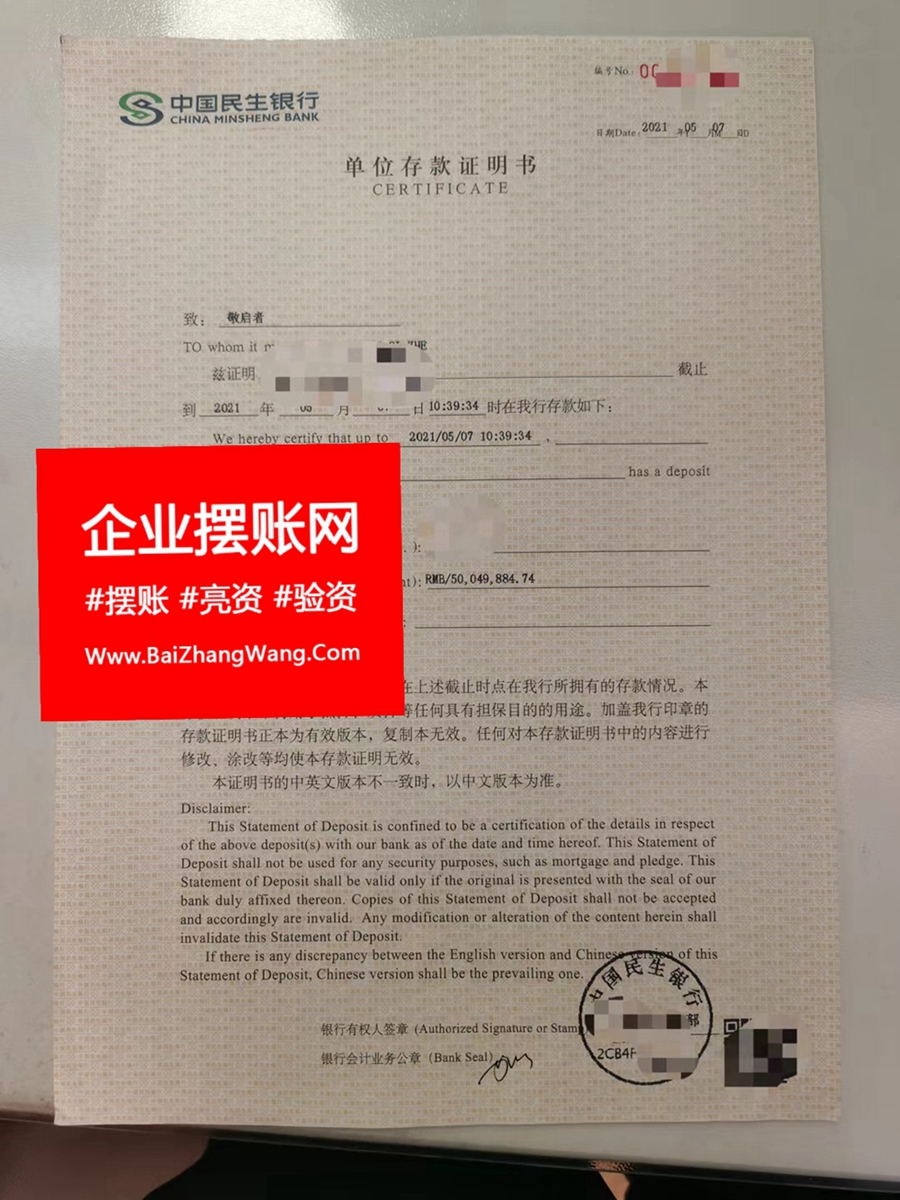 中国民生银行
CHINA MINSHENG BANK
编号No.: 00
日期Date: 2021 年Y 05 月M 07 日D
单位存款证明书
CERTIFICATE
致: 敬启者
TO whom it m
兹证明 截止
到 2021 年 05 月 07 日 10:39:34 时在我行存款如下:
We hereby certify that up to 2021/05/07 10:39:34 ,
has a deposit
企业摆账网
#摆账 #亮资 #验资
Www.BaiZhangWang.Com
.):
nt): RMB/50,049,884.74
在上述截止时点在我行所拥有的存款情况。本
等任何具有担保目的的用途。加盖我行印章的
存款证明书正本为有效版本,复制本无效。任何对本存款证明书中的内容进行
修改、涂改等均使本存款证明无效。
本证明书的中英文版本不一致时,以中文版本为准。
Disclaimer:
This Statement of Deposit is confined to be a certification of the details in respect
of the above deposit(s) with our bank as of the date and time hereof. This Statement of
Deposit shall not be used for any security purposes, such as mortgage and pledge. This
Statement of Deposit shall be valid only if the original is presented with the seal of our
bank duly affixed thereon. Copies of this Statement of Deposit shall not be accepted
and accordingly are invalid. Any modification or alteration of the content herein shall
invalidate this Statement of Deposit.
If there is any discrepancy between the English version and Chinese version of this
Statement of Deposit, Chinese version shall be the prevailing one.
中国民生银行
部
2CB4F
银行有权人签章 (Authorized Signature or Stamp
银行会计业务公章 (Bank Seal)